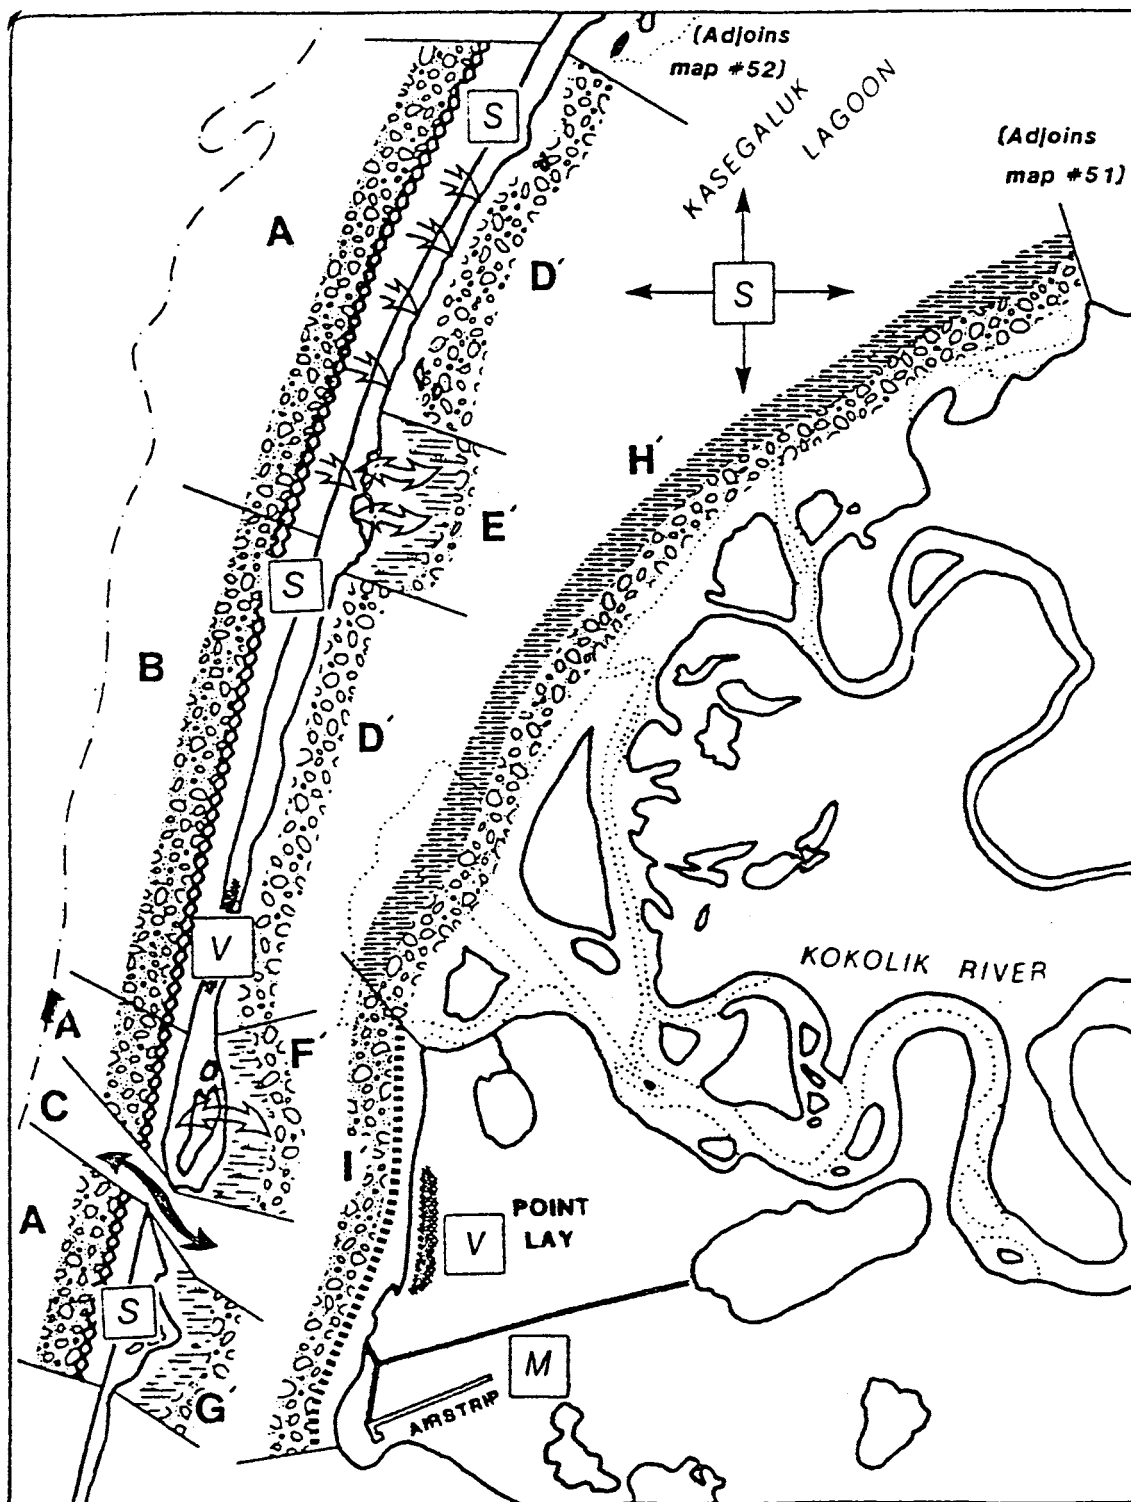 (Adjoins
map #52)
KASEGALUK
LAGOON
(Adjoins
map #51)
S
A
D′
S
H′
E′
S
B
D′
V
KOKOLIK RIVER
A
F′
C
I′
A
POINT
LAY
V
S
M
G′
AIRSTRIP